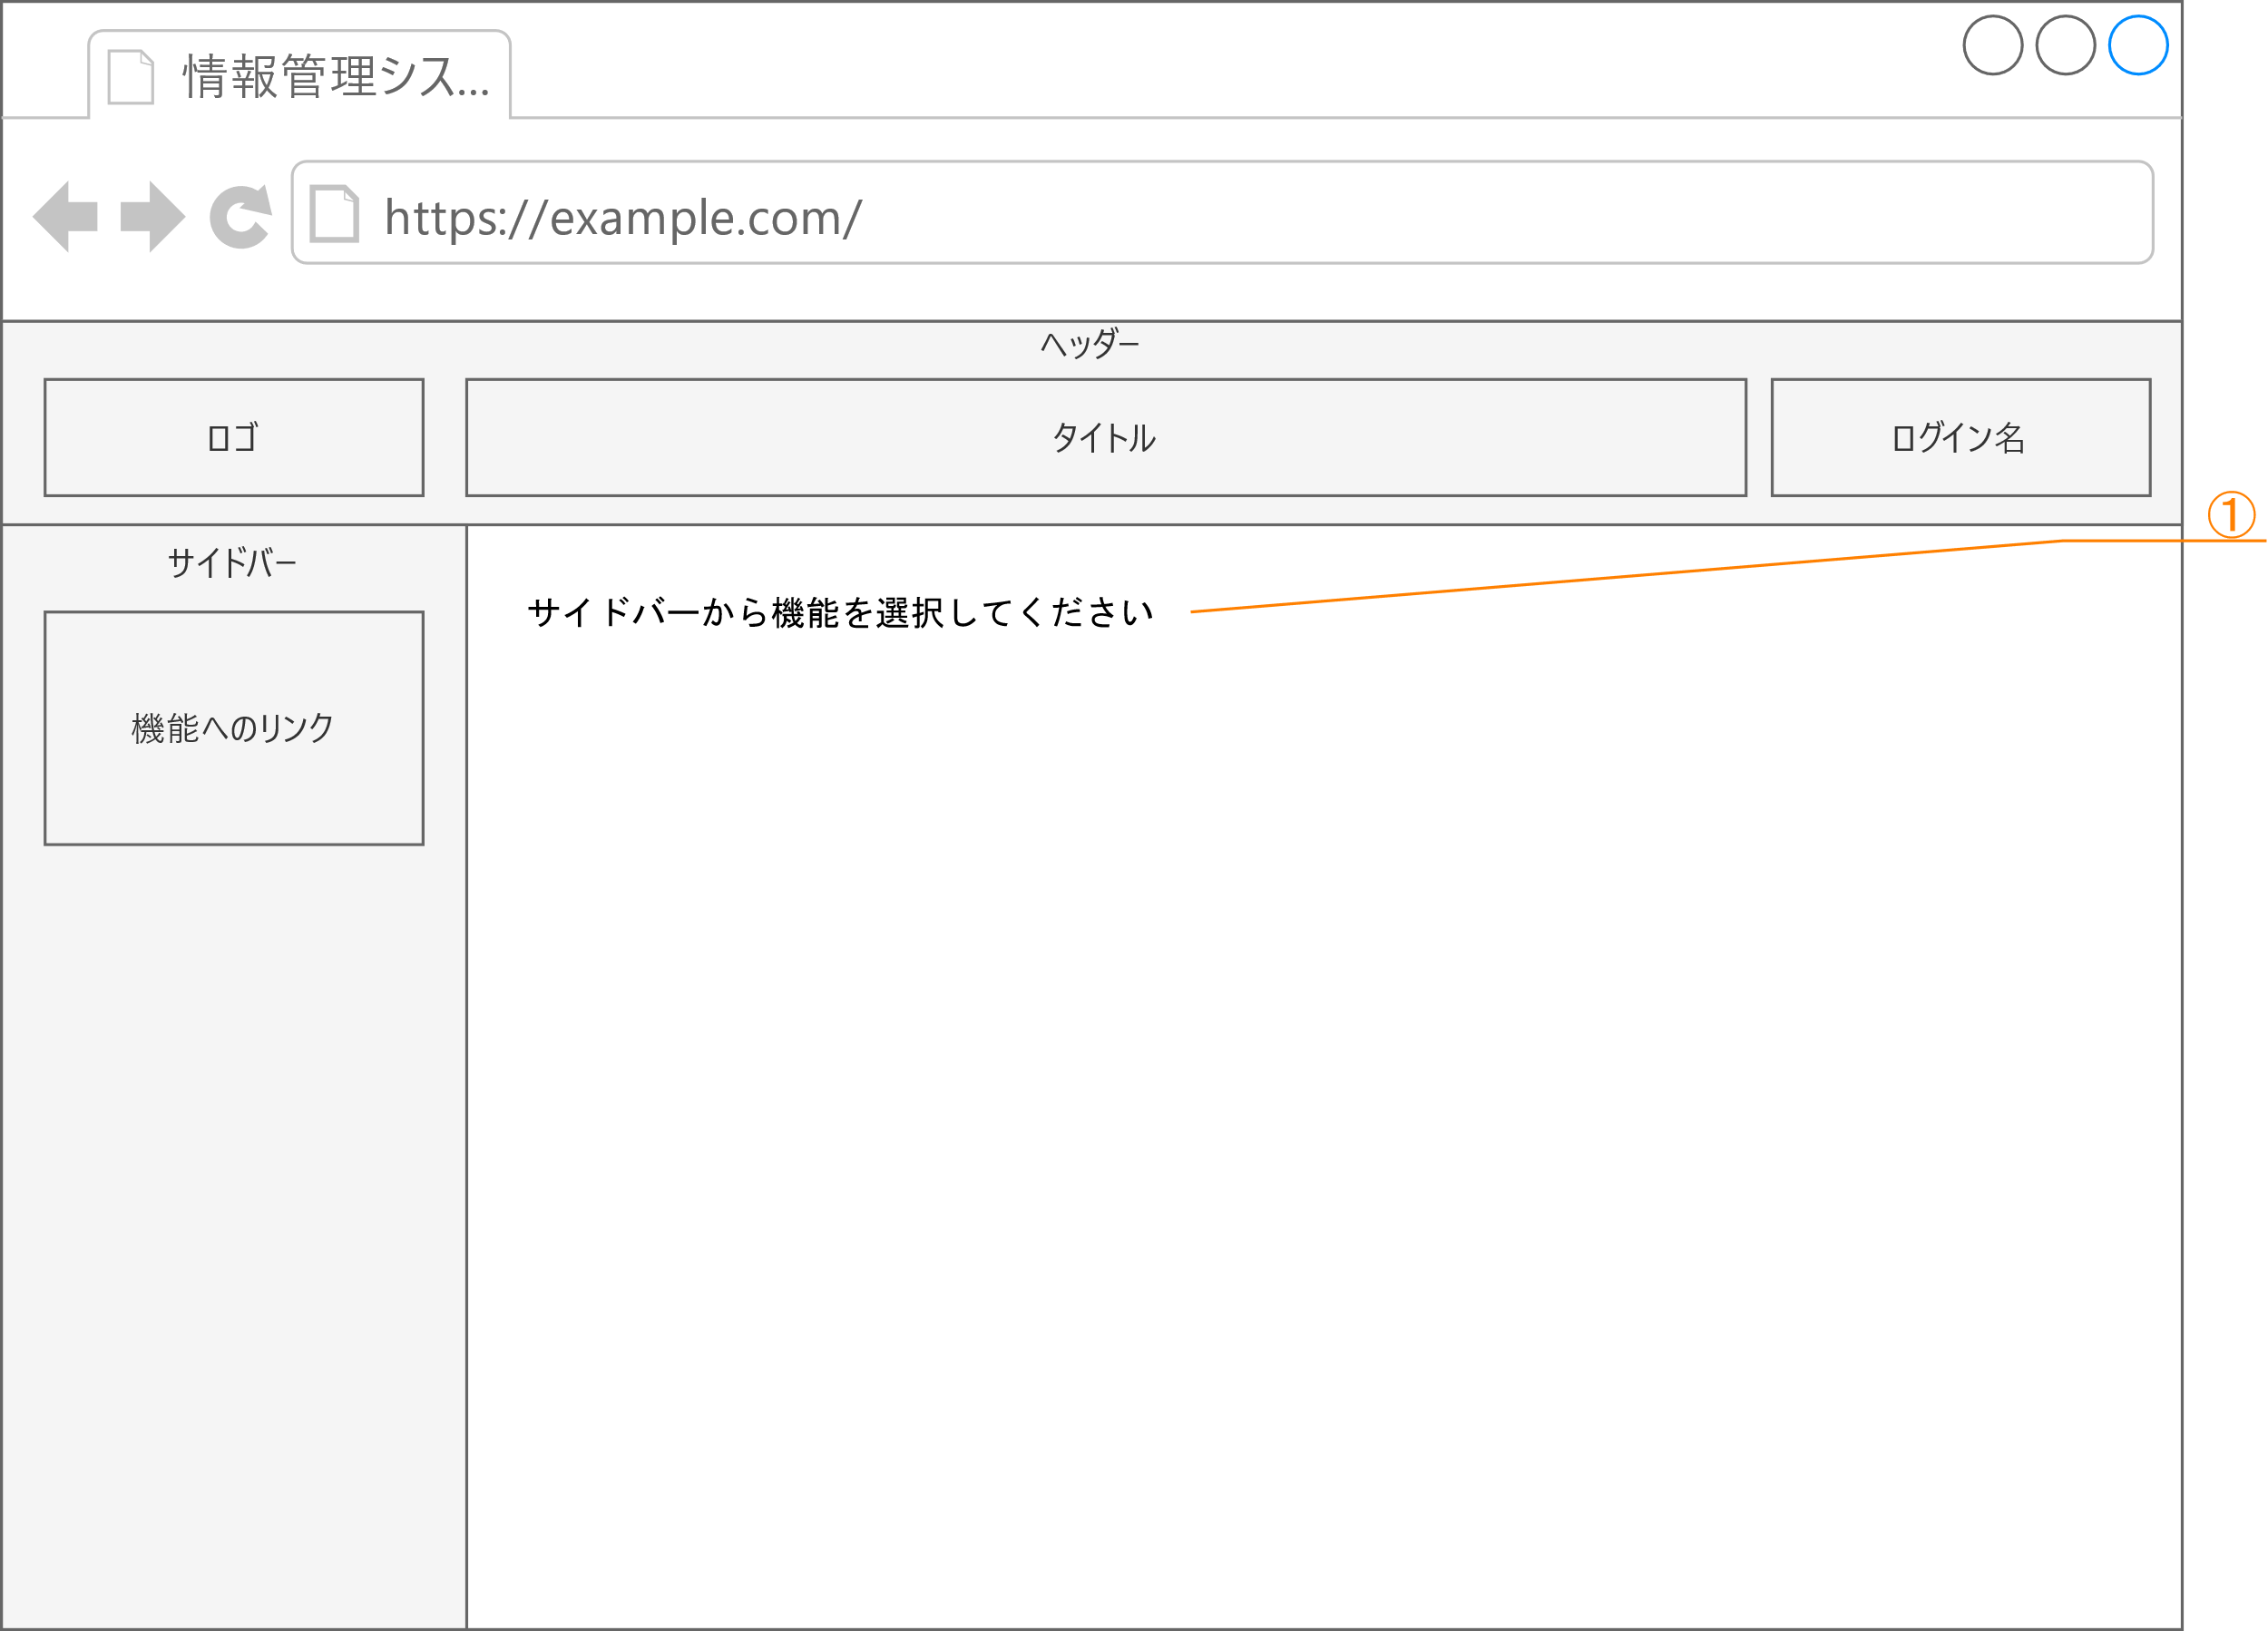 情報管理シス...
https://example.com/
ヘッダー
ロゴ
タイトル
ログイン名
①
サイドバー
サイドバーから機能を選択してください
機能へのリンク